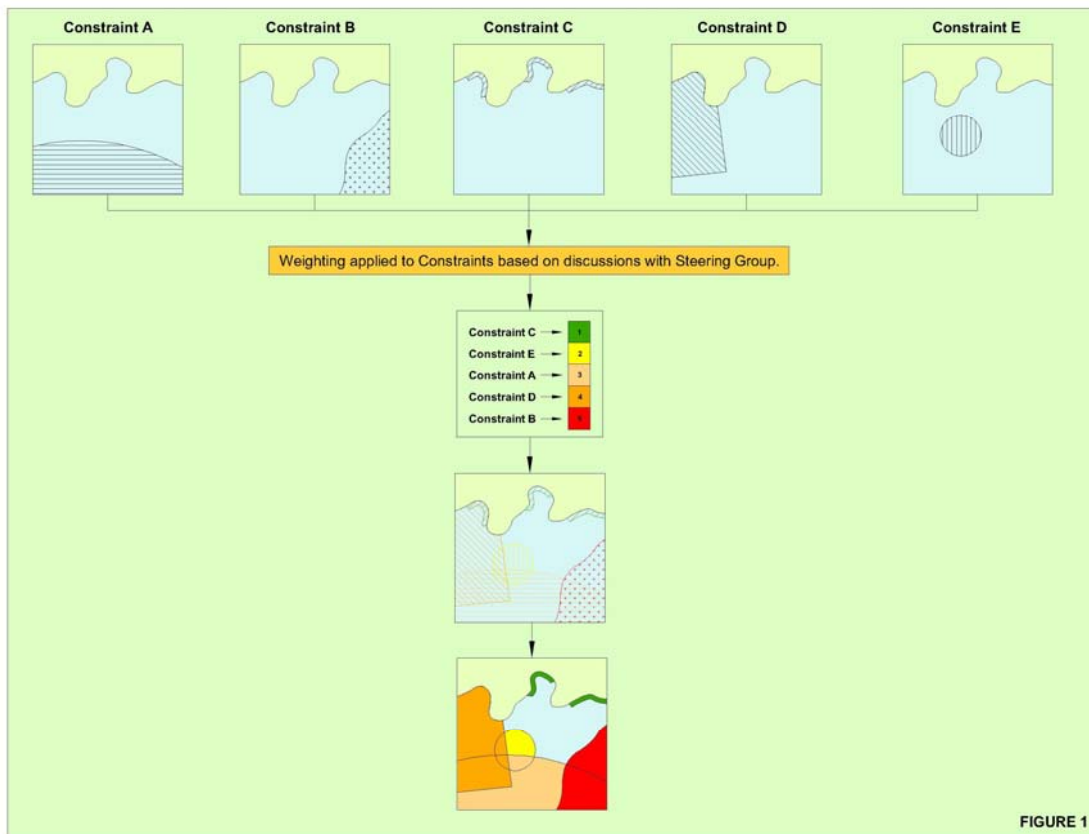 Constraint A
Constraint B
Constraint C
Constraint D
Constraint E
Weighting applied to Constraints based on discussions with Steering Group.
Constraint C 1
Constraint E 2
Constraint A 3
Constraint D 4
Constraint B 5
FIGURE 1